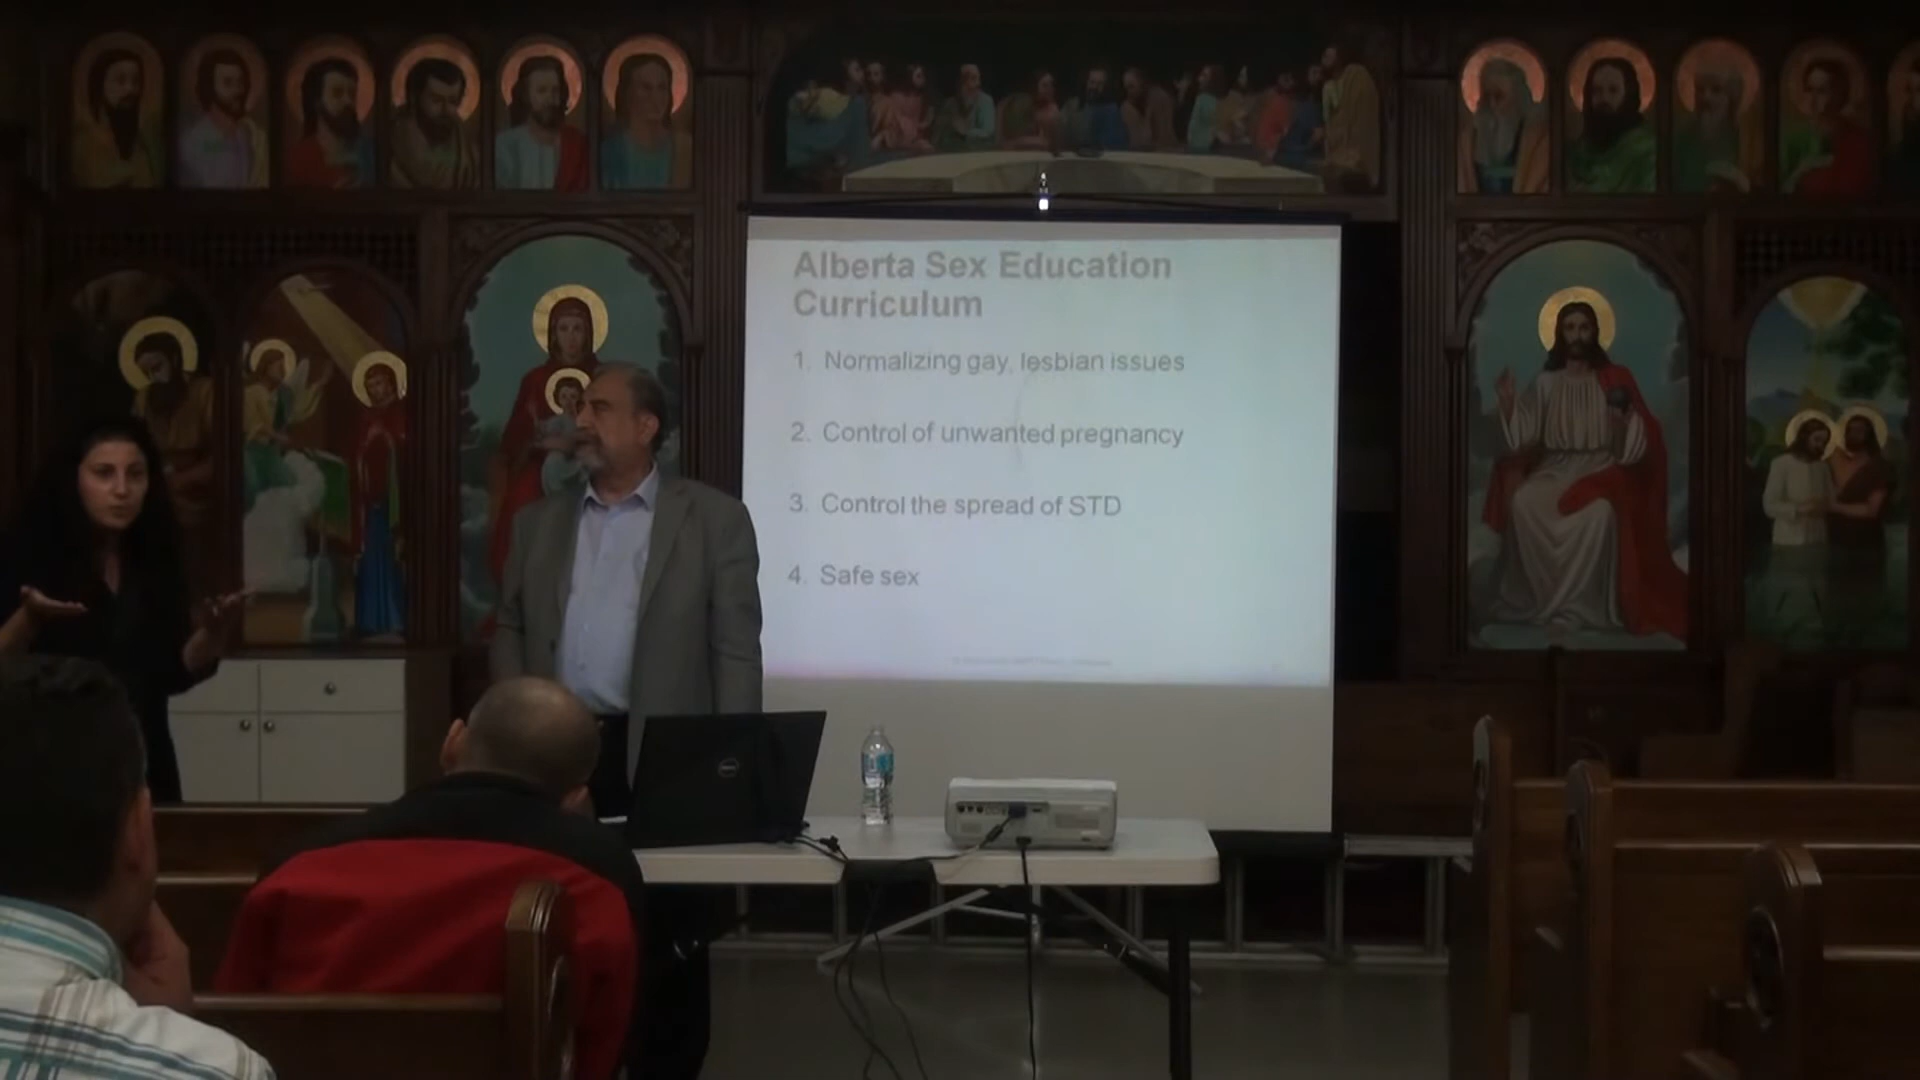 Alberta Sex Education
Curriculum
1. Normalizing gay, lesbian issues
2. Control of unwanted pregnancy
3. Control the spread of STD
4. Safe sex